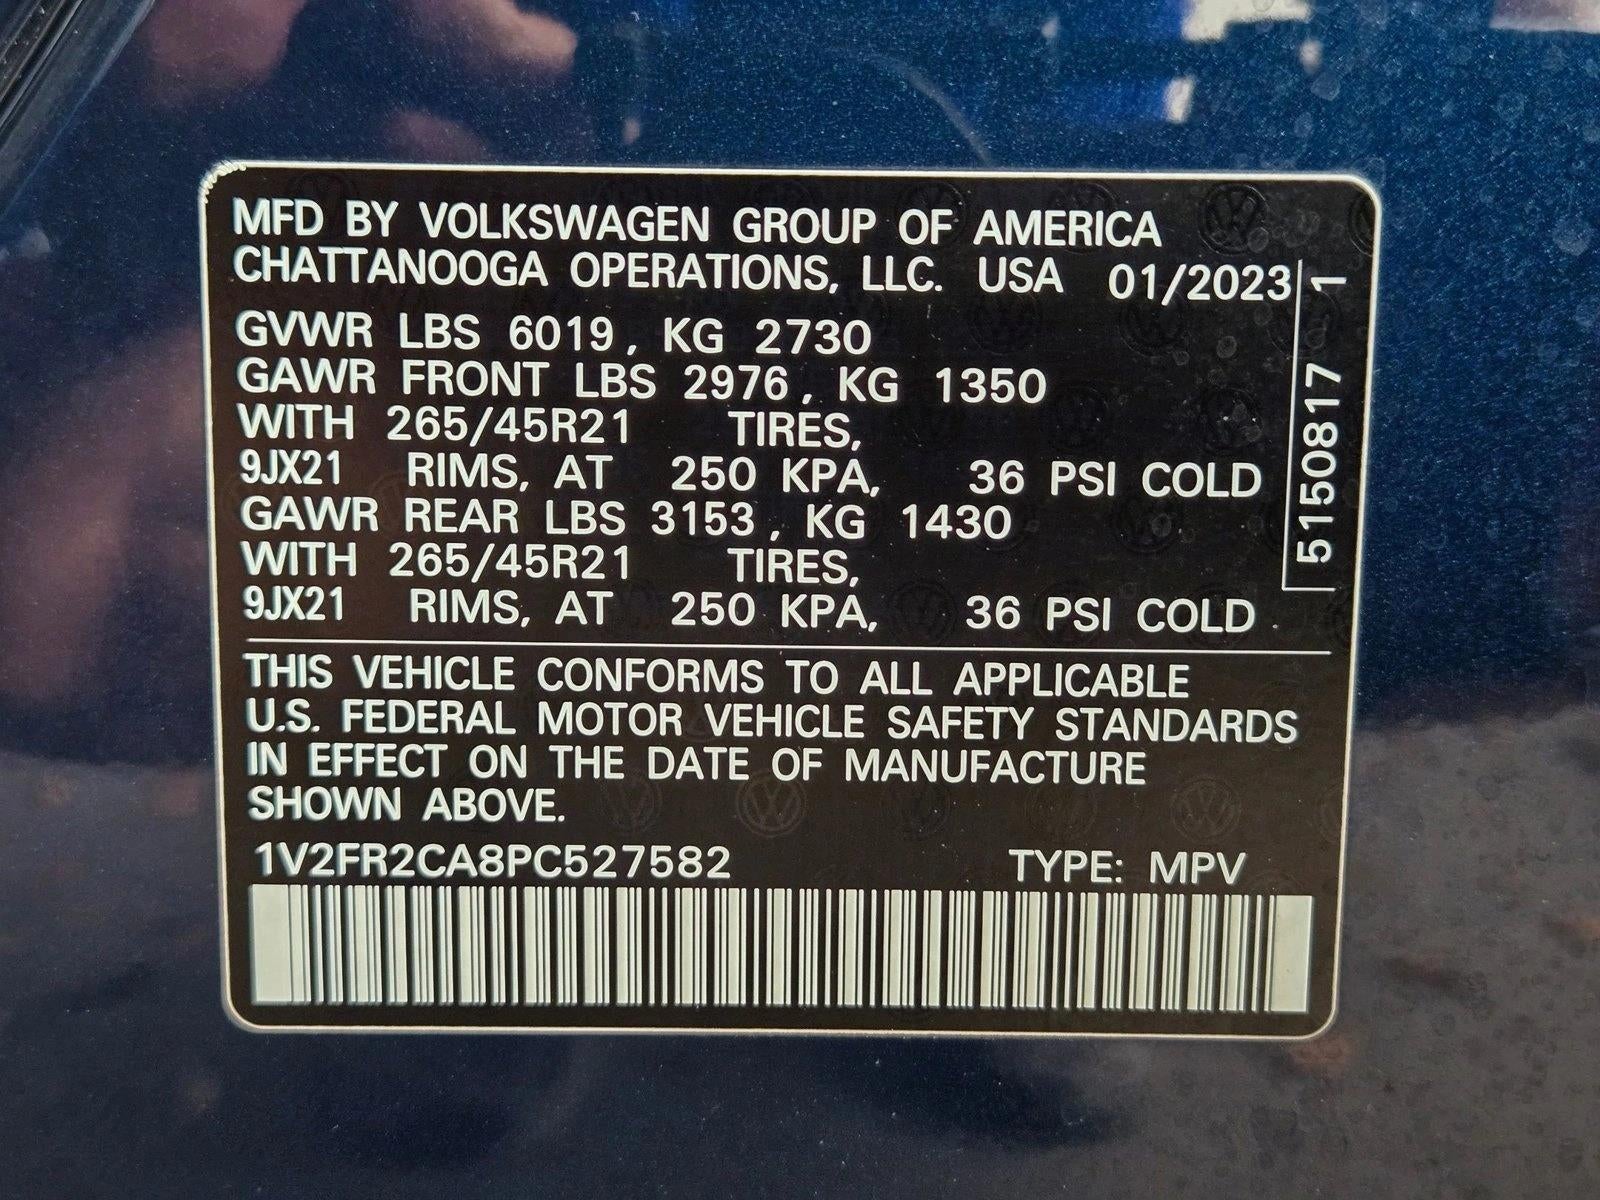 MFD BY VOLKSWAGEN GROUP OF AMERICA
CHATTANOOGA OPERATIONS, LLC. USA 01/2023
GVWR LBS 6019, KG 2730
GAWR FRONT LBS 2976, KG 1350
WITH 265/45R21 TIRES,
9JX21 RIMS, AT 250 KPA, 36 PSI COLD
GAWR REAR LBS 3153, KG 1430
WITH 265/45R21 TIRES,
9JX21 RIMS, AT 250 KPA, 36 PSI COLD.
THIS VEHICLE CONFORMS TO ALL APPLICABLE
U.S. FEDERAL MOTOR VEHICLE SAFETY STANDARDS
IN EFFECT ON THE DATE OF MANUFACTURE
SHOWN ABOVE.
1V2FR2CA8PC527582 TYPE: MPV
5150817 1